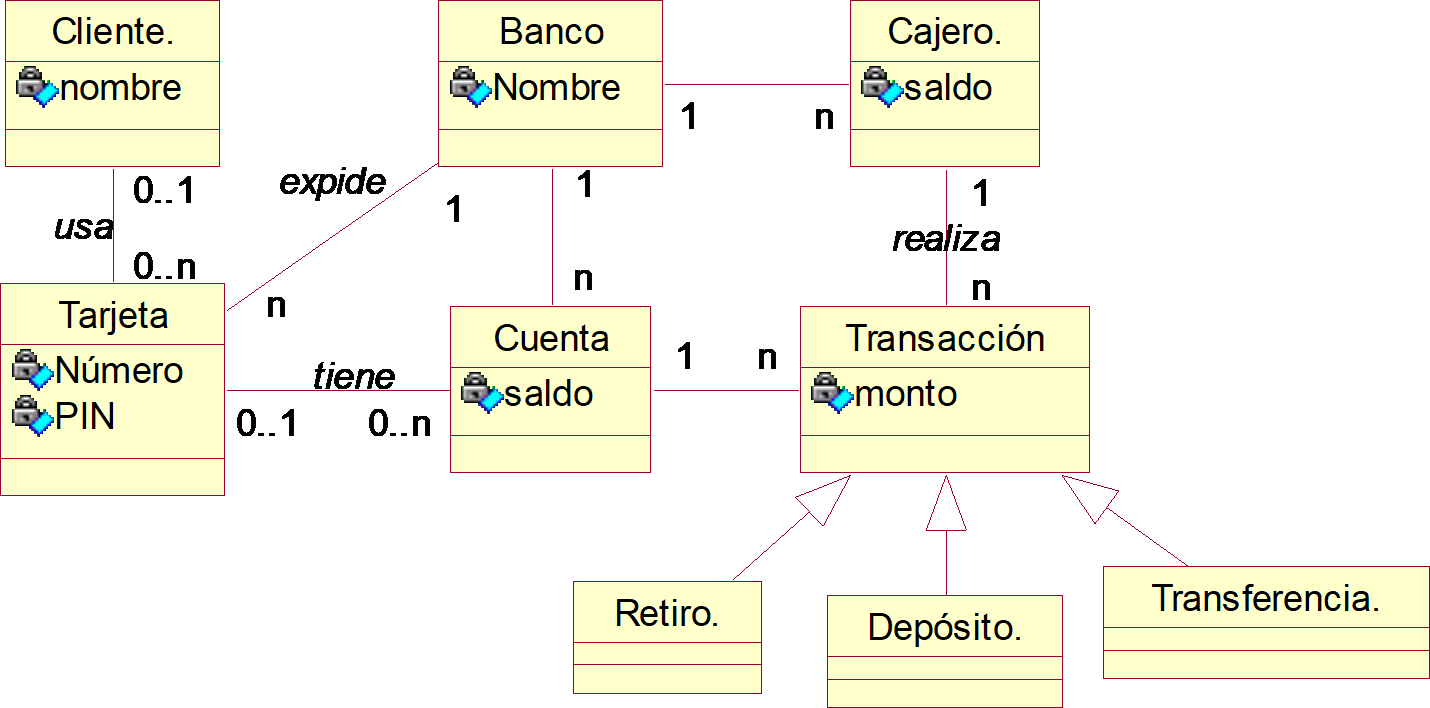 Cliente.
nombre
Banco
Nombre
Cajero.
saldo
1
n
0..1
usa
0..n
expide
1
n
1
n
1
realiza
n
Tarjeta
Número
PIN
tiene
0..1
0..n
Cuenta
saldo
1
n
Transacción
monto
Retiro.
Depósito.
Transferencia.